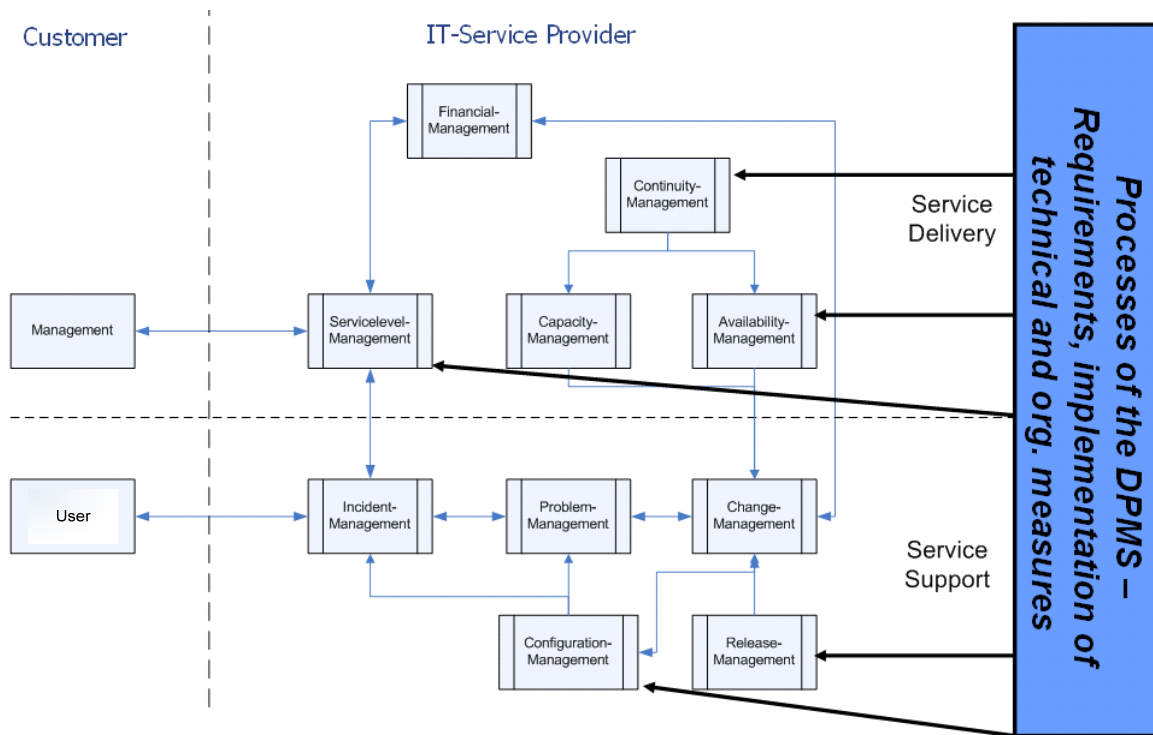 Customer
IT-Service Provider
Financial-
Management
Continuity-
Management
Service
Delivery
Management
Servicelevel-
Management
Capacity-
Management
Availability-
Management
User
Incident-
Management
Problem-
Management
Change-
Management
Service
Support
Configuration-
Management
Release-
Management
Processes of the DPMS –
Requirements, implementation of
technical and org. measures